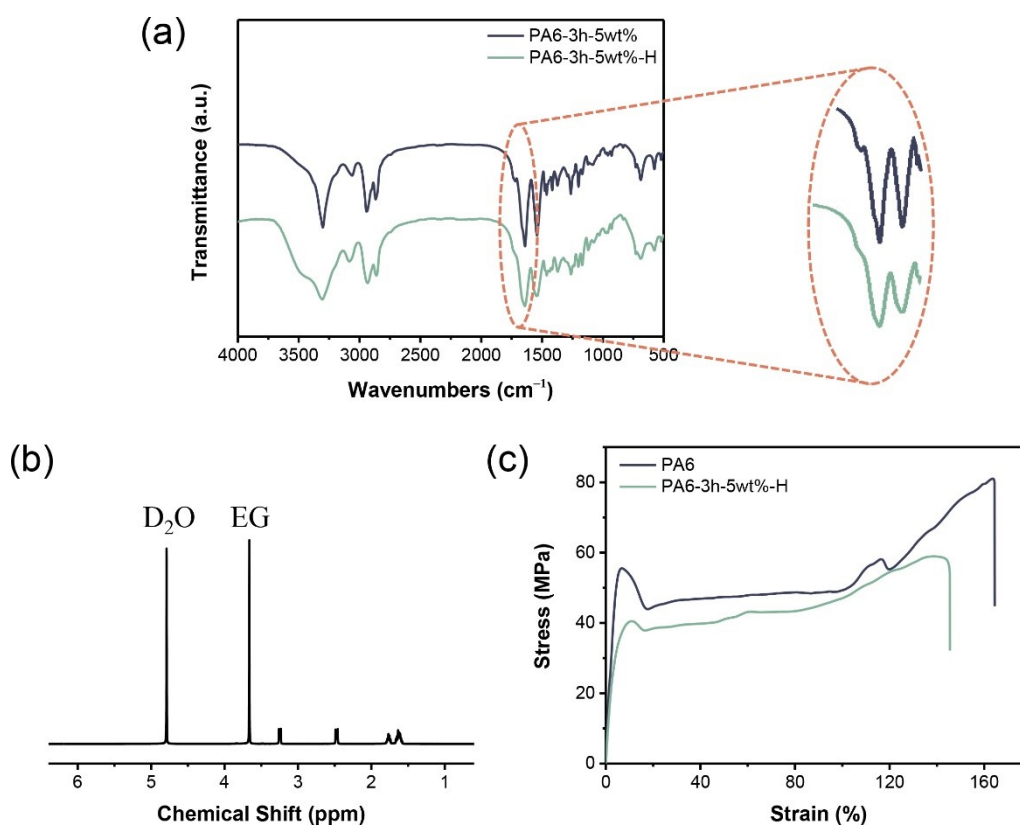 (a)
PA6-3h-5wt%
PA6-3h-5wt%-H
Transmittance (a.u.)
4000 3500 3000 2500 2000 1500 1000 500
Wavenumbers (cm⁻¹)
(b)
D₂O EG
6 5 4 3 2 1
Chemical Shift (ppm)
(c)
PA6
PA6-3h-5wt%-H
Stress (MPa)
80
60
40
20
0
0 40 80 120 160
Strain (%)